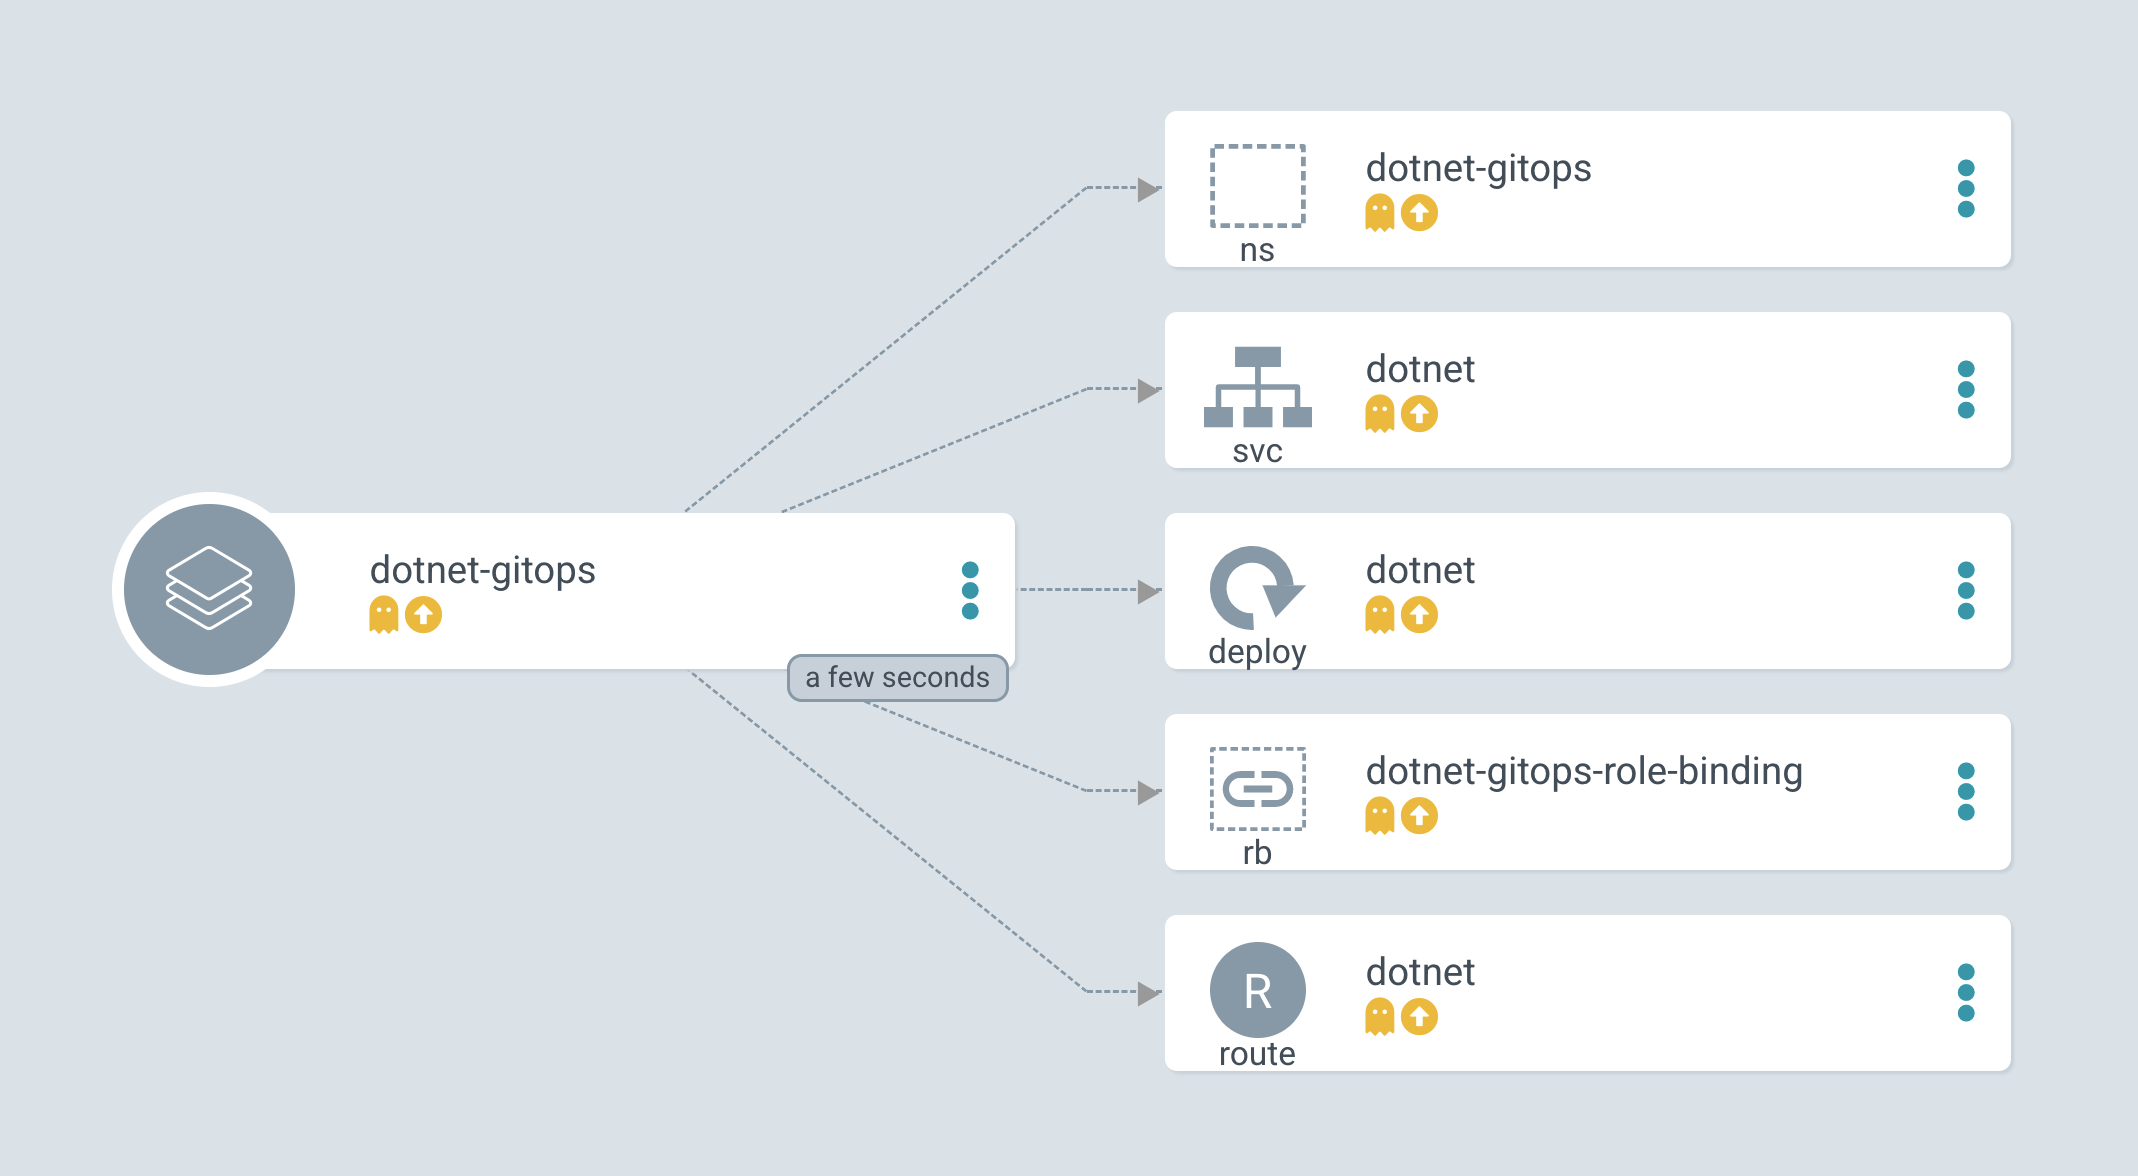 dotnet-gitops
a few seconds
dotnet-gitops
ns
dotnet
svc
dotnet
deploy
dotnet-gitops-role-binding
rb
dotnet
R
route